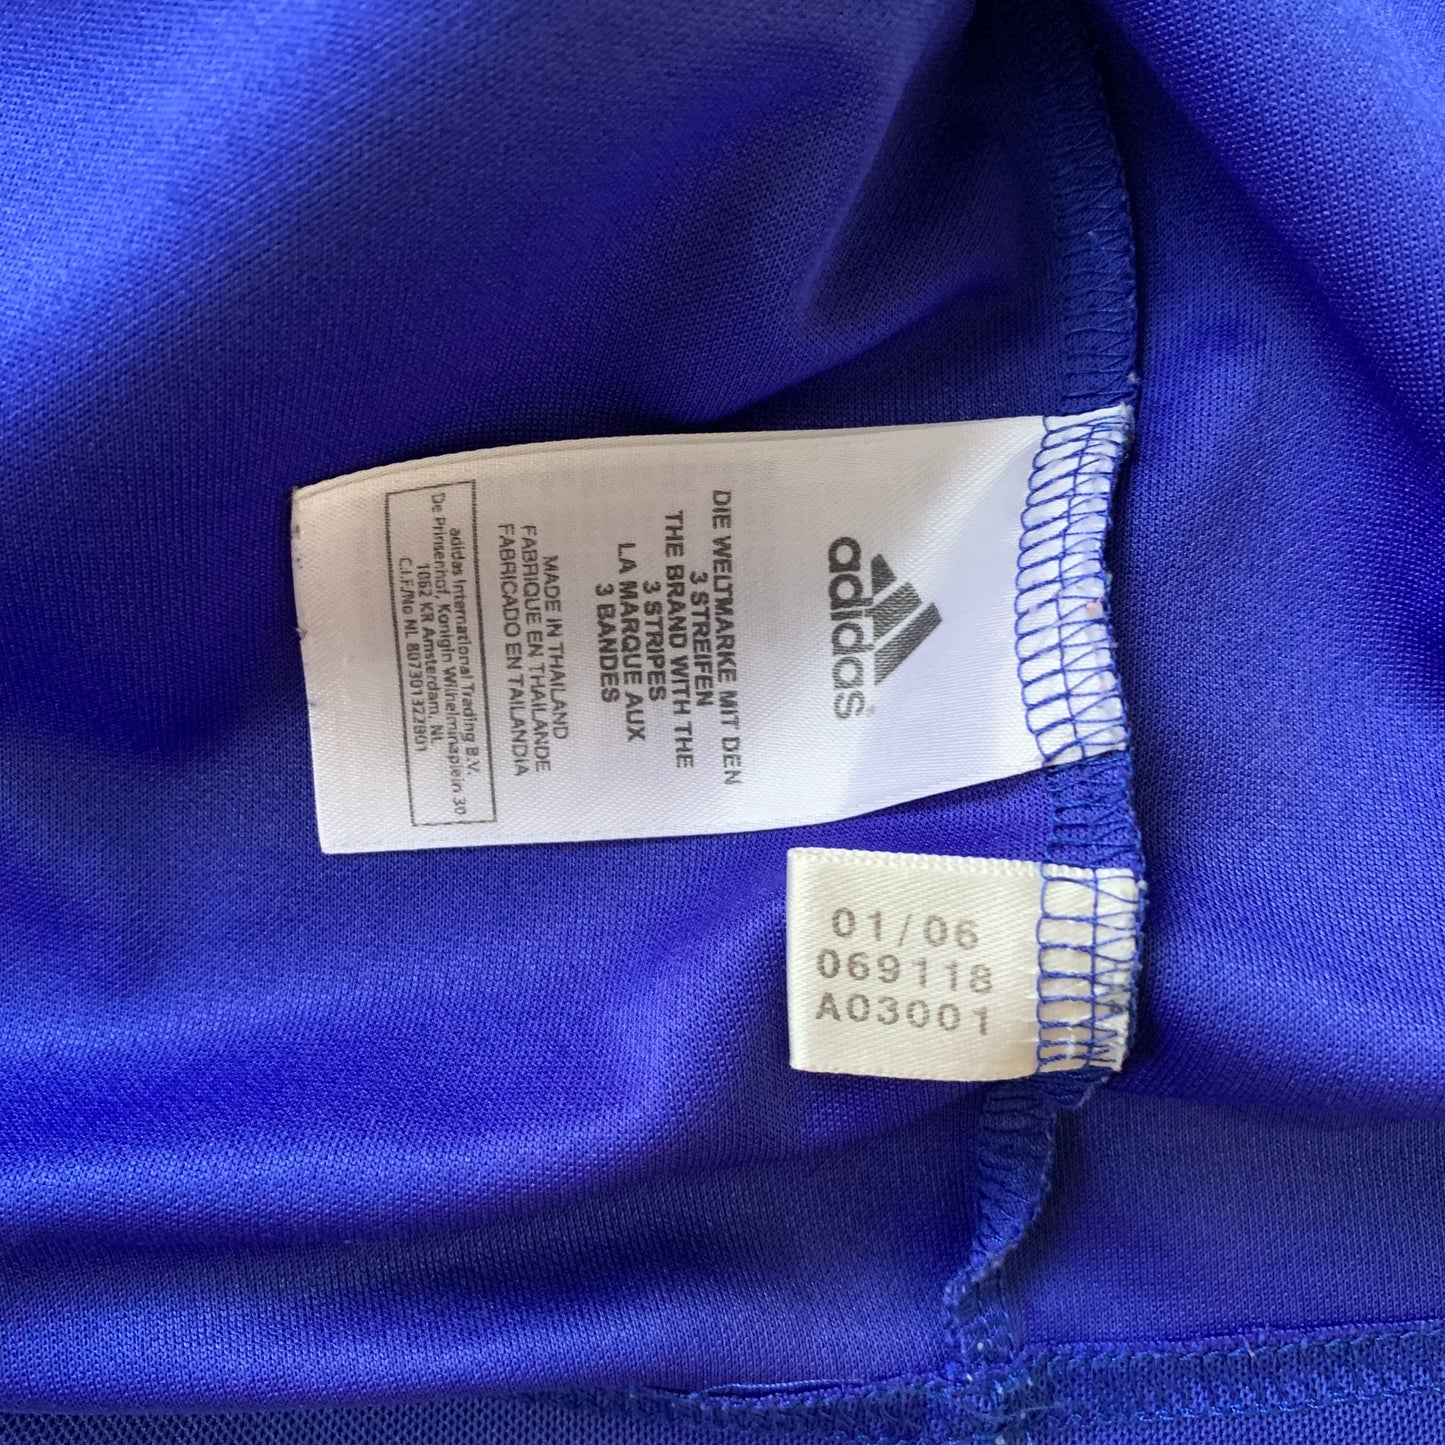 adidas
DIE WELTMARKE MIT DEN
3 STREIFEN
THE BRAND WITH THE
3 STRIPES
LA MARQUE AUX
3 BANDES
MADE IN THAILAND
FABRIQUE EN THAILANDE
FABRICADO EN TAILANDIA
adidas International Trading B.V.
De Prinsenhof, Konigin Wilhelminaplein 30
1062 KR Amsterdam, NL
C.I.F/No NL 807301322B01
01/06
069118
A03001